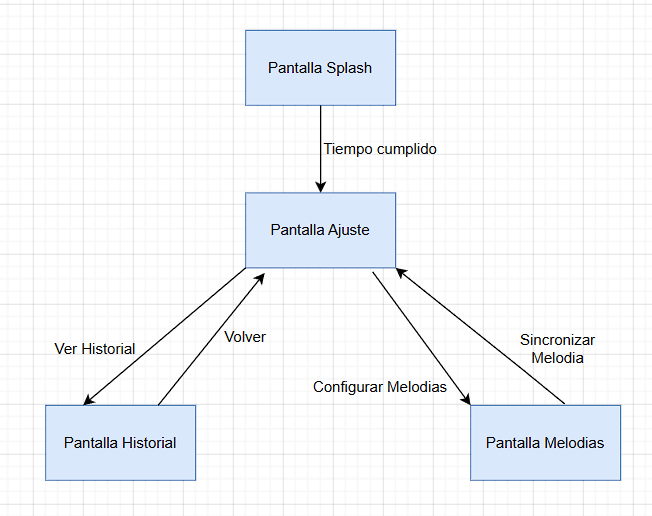 Pantalla Splash
Tiempo cumplido
Pantalla Ajuste
Ver Historial
Volver
Sincronizar
Melodia
Configurar Melodias
Pantalla Historial
Pantalla Melodias